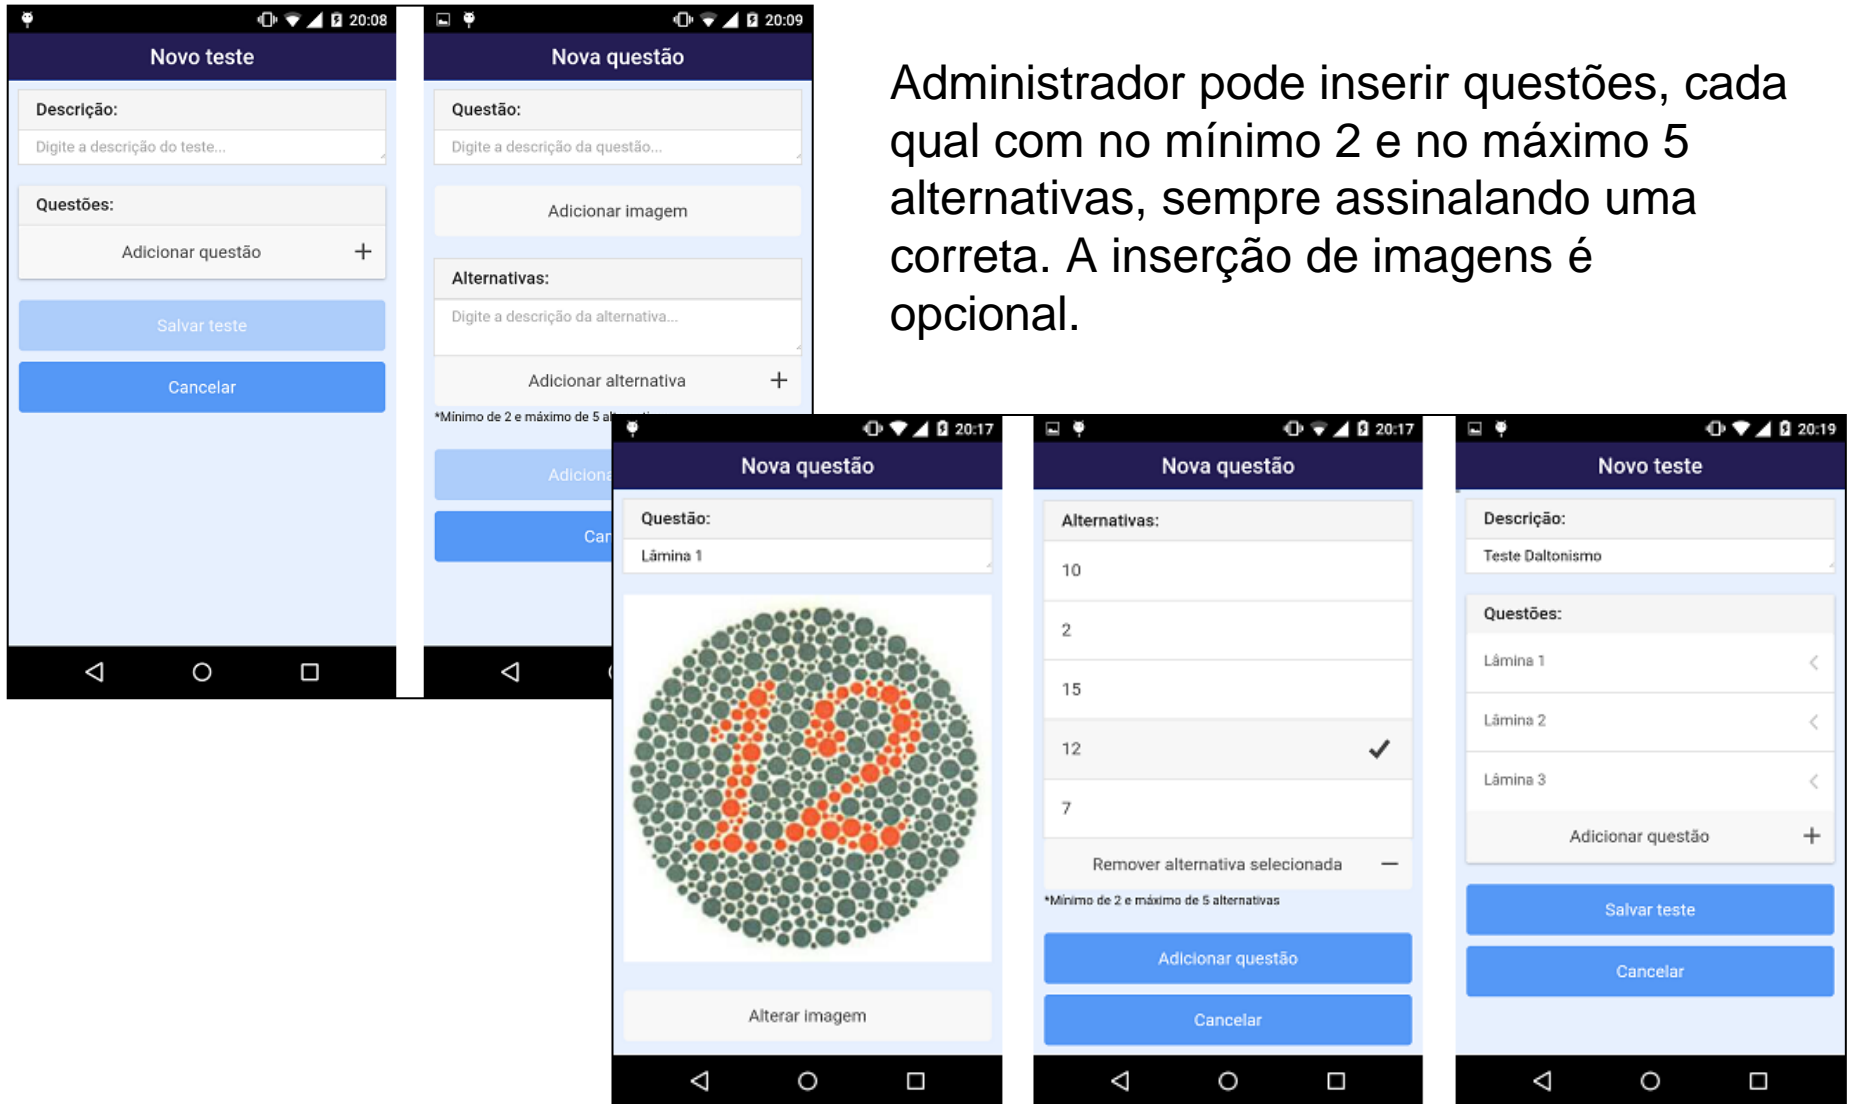 20:08
Novo teste
Descrição:
Digite a descrição do teste...
Questões:
Adicionar questão +
Salvar teste
Cancelar
20:09
Nova questão
Questão:
Digite a descrição da questão...
Adicionar imagem
Alternativas:
Digite a descrição da alternativa...
Adicionar alternativa +
*Mínimo de 2 e máximo de 5
Administrador pode inserir questões, cada
qual com no mínimo 2 e no máximo 5
alternativas, sempre assinalando uma
correta. A inserção de imagens é
opcional.
20:17
Nova questão
Questão:
Lâmina 1
12
Alterar imagem
20:17
Nova questão
Alternativas:
10
2
15
12
7
Remover alternativa selecionada −
*Mínimo de 2 e máximo de 5 alternativas
Adicionar questão
Cancelar
20:19
Novo teste
Descrição:
Teste Daltonismo
Questões:
Lâmina 1
Lâmina 2
Lâmina 3
Adicionar questão +
Salvar teste
Cancelar